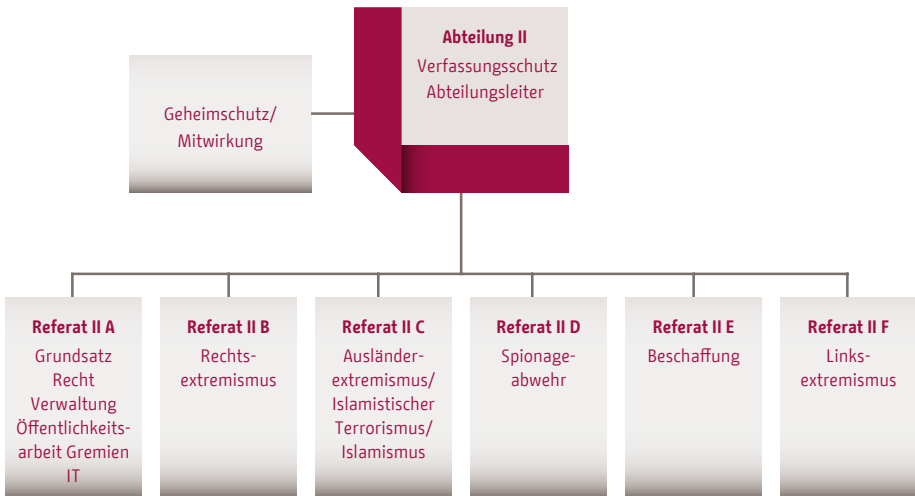 Abteilung II
Verfassungsschutz
Abteilungsleiter
Geheimschutz/
Mitwirkung
Referat II A
Grundsatz
Recht
Verwaltung
Öffentlichkeits-
arbeit Gremien
IT
Referat II B
Rechts-
extremismus
Referat II C
Ausländer-
extremismus/
Islamistischer
Terrorismus/
Islamismus
Referat II D
Spionage-
abwehr
Referat II E
Beschaffung
Referat II F
Links-
extremismus